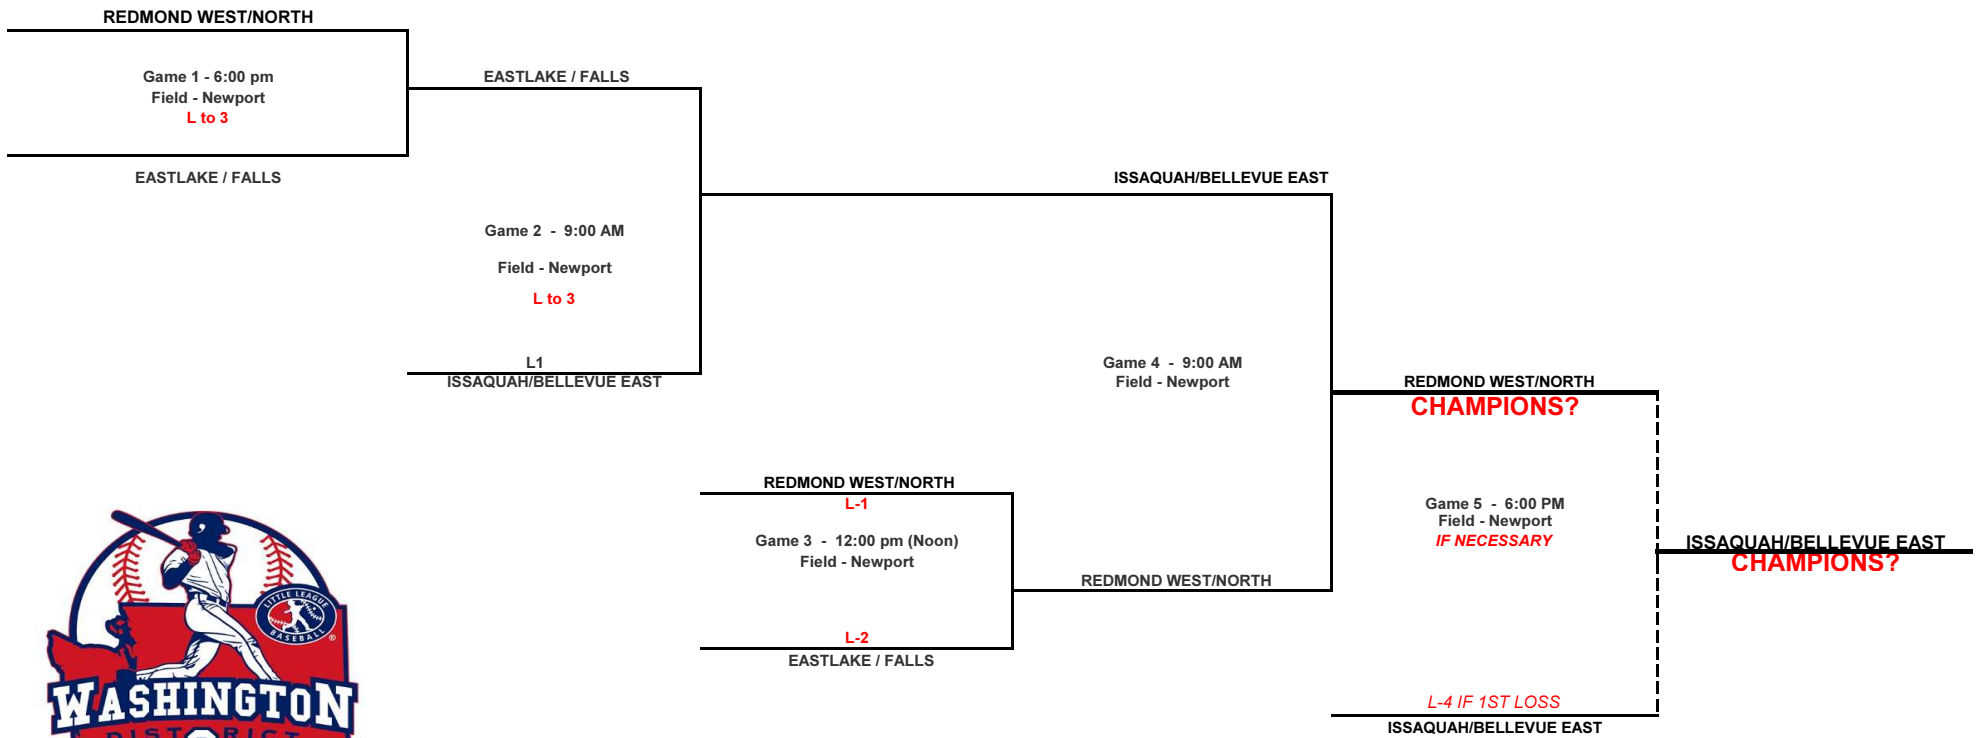 REDMOND WEST/NORTH
Game 1 - 6:00 pm
Field - Newport
L to 3
EASTLAKE / FALLS
EASTLAKE / FALLS
Game 2 - 9:00 AM
Field - Newport
L to 3
L1
ISSAQUAH/BELLEVUE EAST
ISSAQUAH/BELLEVUE EAST
Game 4 - 9:00 AM
Field - Newport
REDMOND WEST/NORTH
L-1
Game 3 - 12:00 pm (Noon)
Field - Newport
L-2
EASTLAKE / FALLS
REDMOND WEST/NORTH
REDMOND WEST/NORTH
CHAMPIONS?
Game 5 - 6:00 PM
Field - Newport
IF NECESSARY
L-4 IF 1ST LOSS
ISSAQUAH/BELLEVUE EAST
ISSAQUAH/BELLEVUE EAST
CHAMPIONS?
LITTLE LEAGUE
BASEBALL®
WASHINGTON
DISTRICT